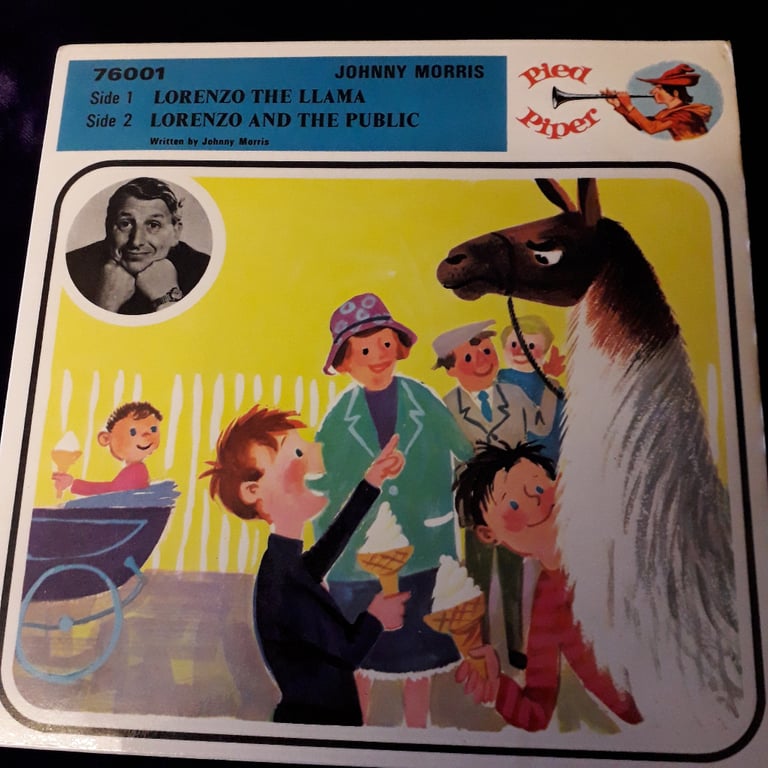 76001 JOHNNY MORRIS
Side 1 LORENZO THE LLAMA
Side 2 LORENZO AND THE PUBLIC
Written by Johnny Morris
Pied
Piper